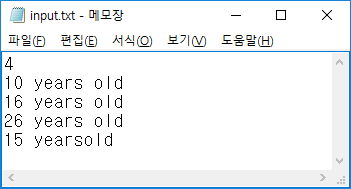 input.txt - 메모장
파일(F) 편집(E) 서식(O) 보기(V) 도움말(H)
4
10 years old
16 years old
26 years old
15 yearsold